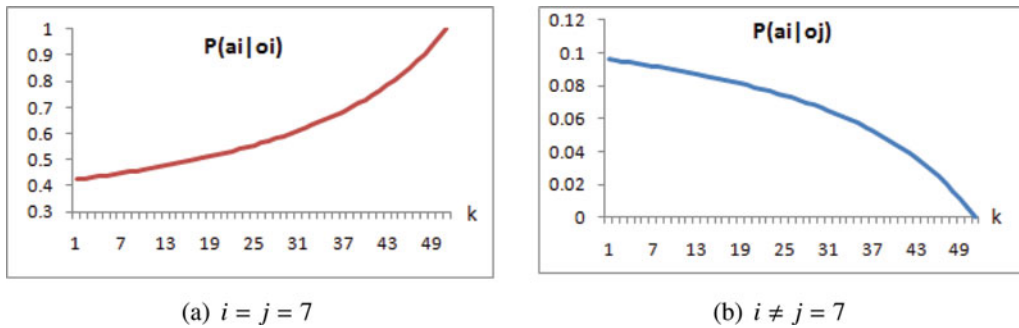 P(ai|oi)
1
0.9
0.8
0.7
0.6
0.5
0.4
0.3
k
1 7 13 19 25 31 37 43 49
(a) i = j = 7
P(ai|oj)
0.12
0.1
0.08
0.06
0.04
0.02
0
k
1 7 13 19 25 31 37 43 49
(b) i ≠ j = 7